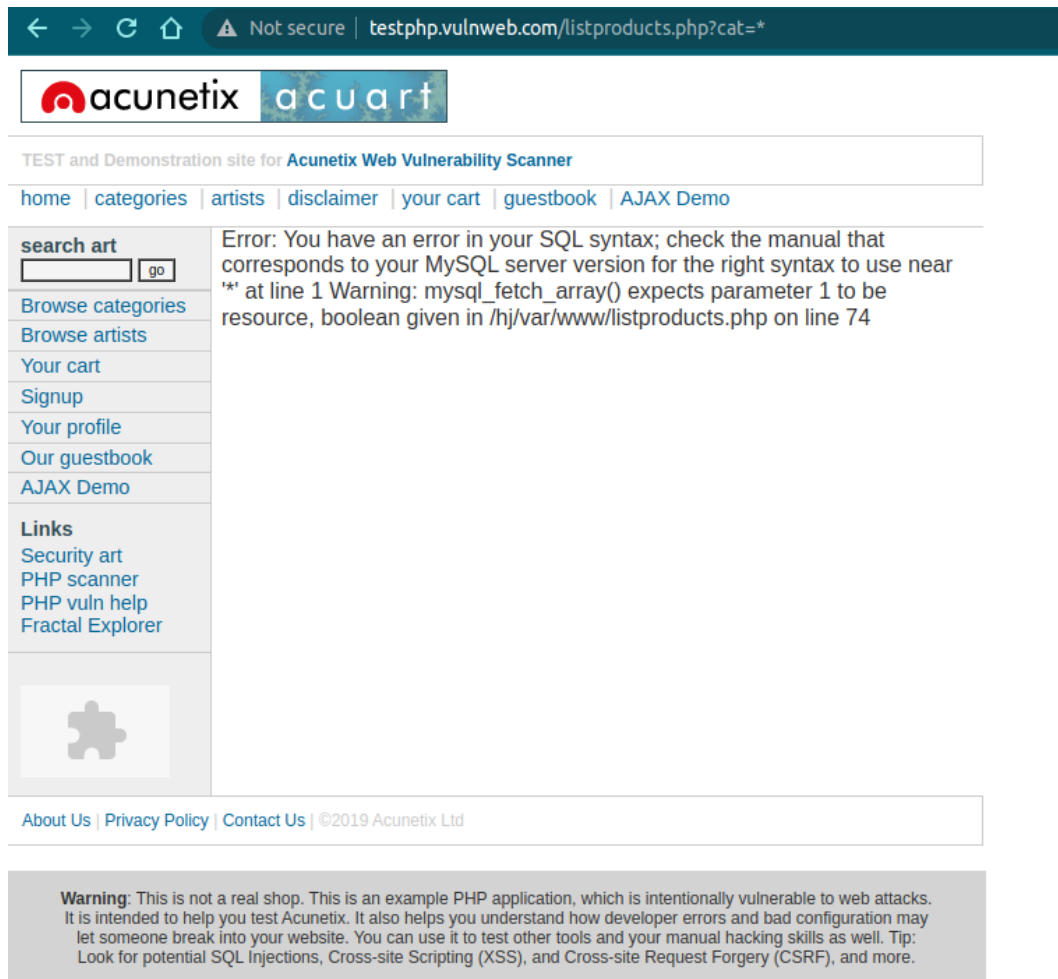 Not secure | testphp.vulnweb.com/listproducts.php?cat=*
acunetix acuart
TEST and Demonstration site for Acunetix Web Vulnerability Scanner
home | categories | artists | disclaimer | your cart | guestbook | AJAX Demo
search art
go
Browse categories
Browse artists
Your cart
Signup
Your profile
Our guestbook
AJAX Demo
Links
Security art
PHP scanner
PHP vuln help
Fractal Explorer
Error: You have an error in your SQL syntax; check the manual that
corresponds to your MySQL server version for the right syntax to use near
'*' at line 1 Warning: mysql_fetch_array() expects parameter 1 to be
resource, boolean given in /hj/var/www/listproducts.php on line 74
About Us | Privacy Policy | Contact Us | ©2019 Acunetix Ltd
Warning: This is not a real shop. This is an example PHP application, which is intentionally vulnerable to web attacks.
It is intended to help you test Acunetix. It also helps you understand how developer errors and bad configuration may
let someone break into your website. You can use it to test other tools and your manual hacking skills as well. Tip:
Look for potential SQL Injections, Cross-site Scripting (XSS), and Cross-site Request Forgery (CSRF), and more.